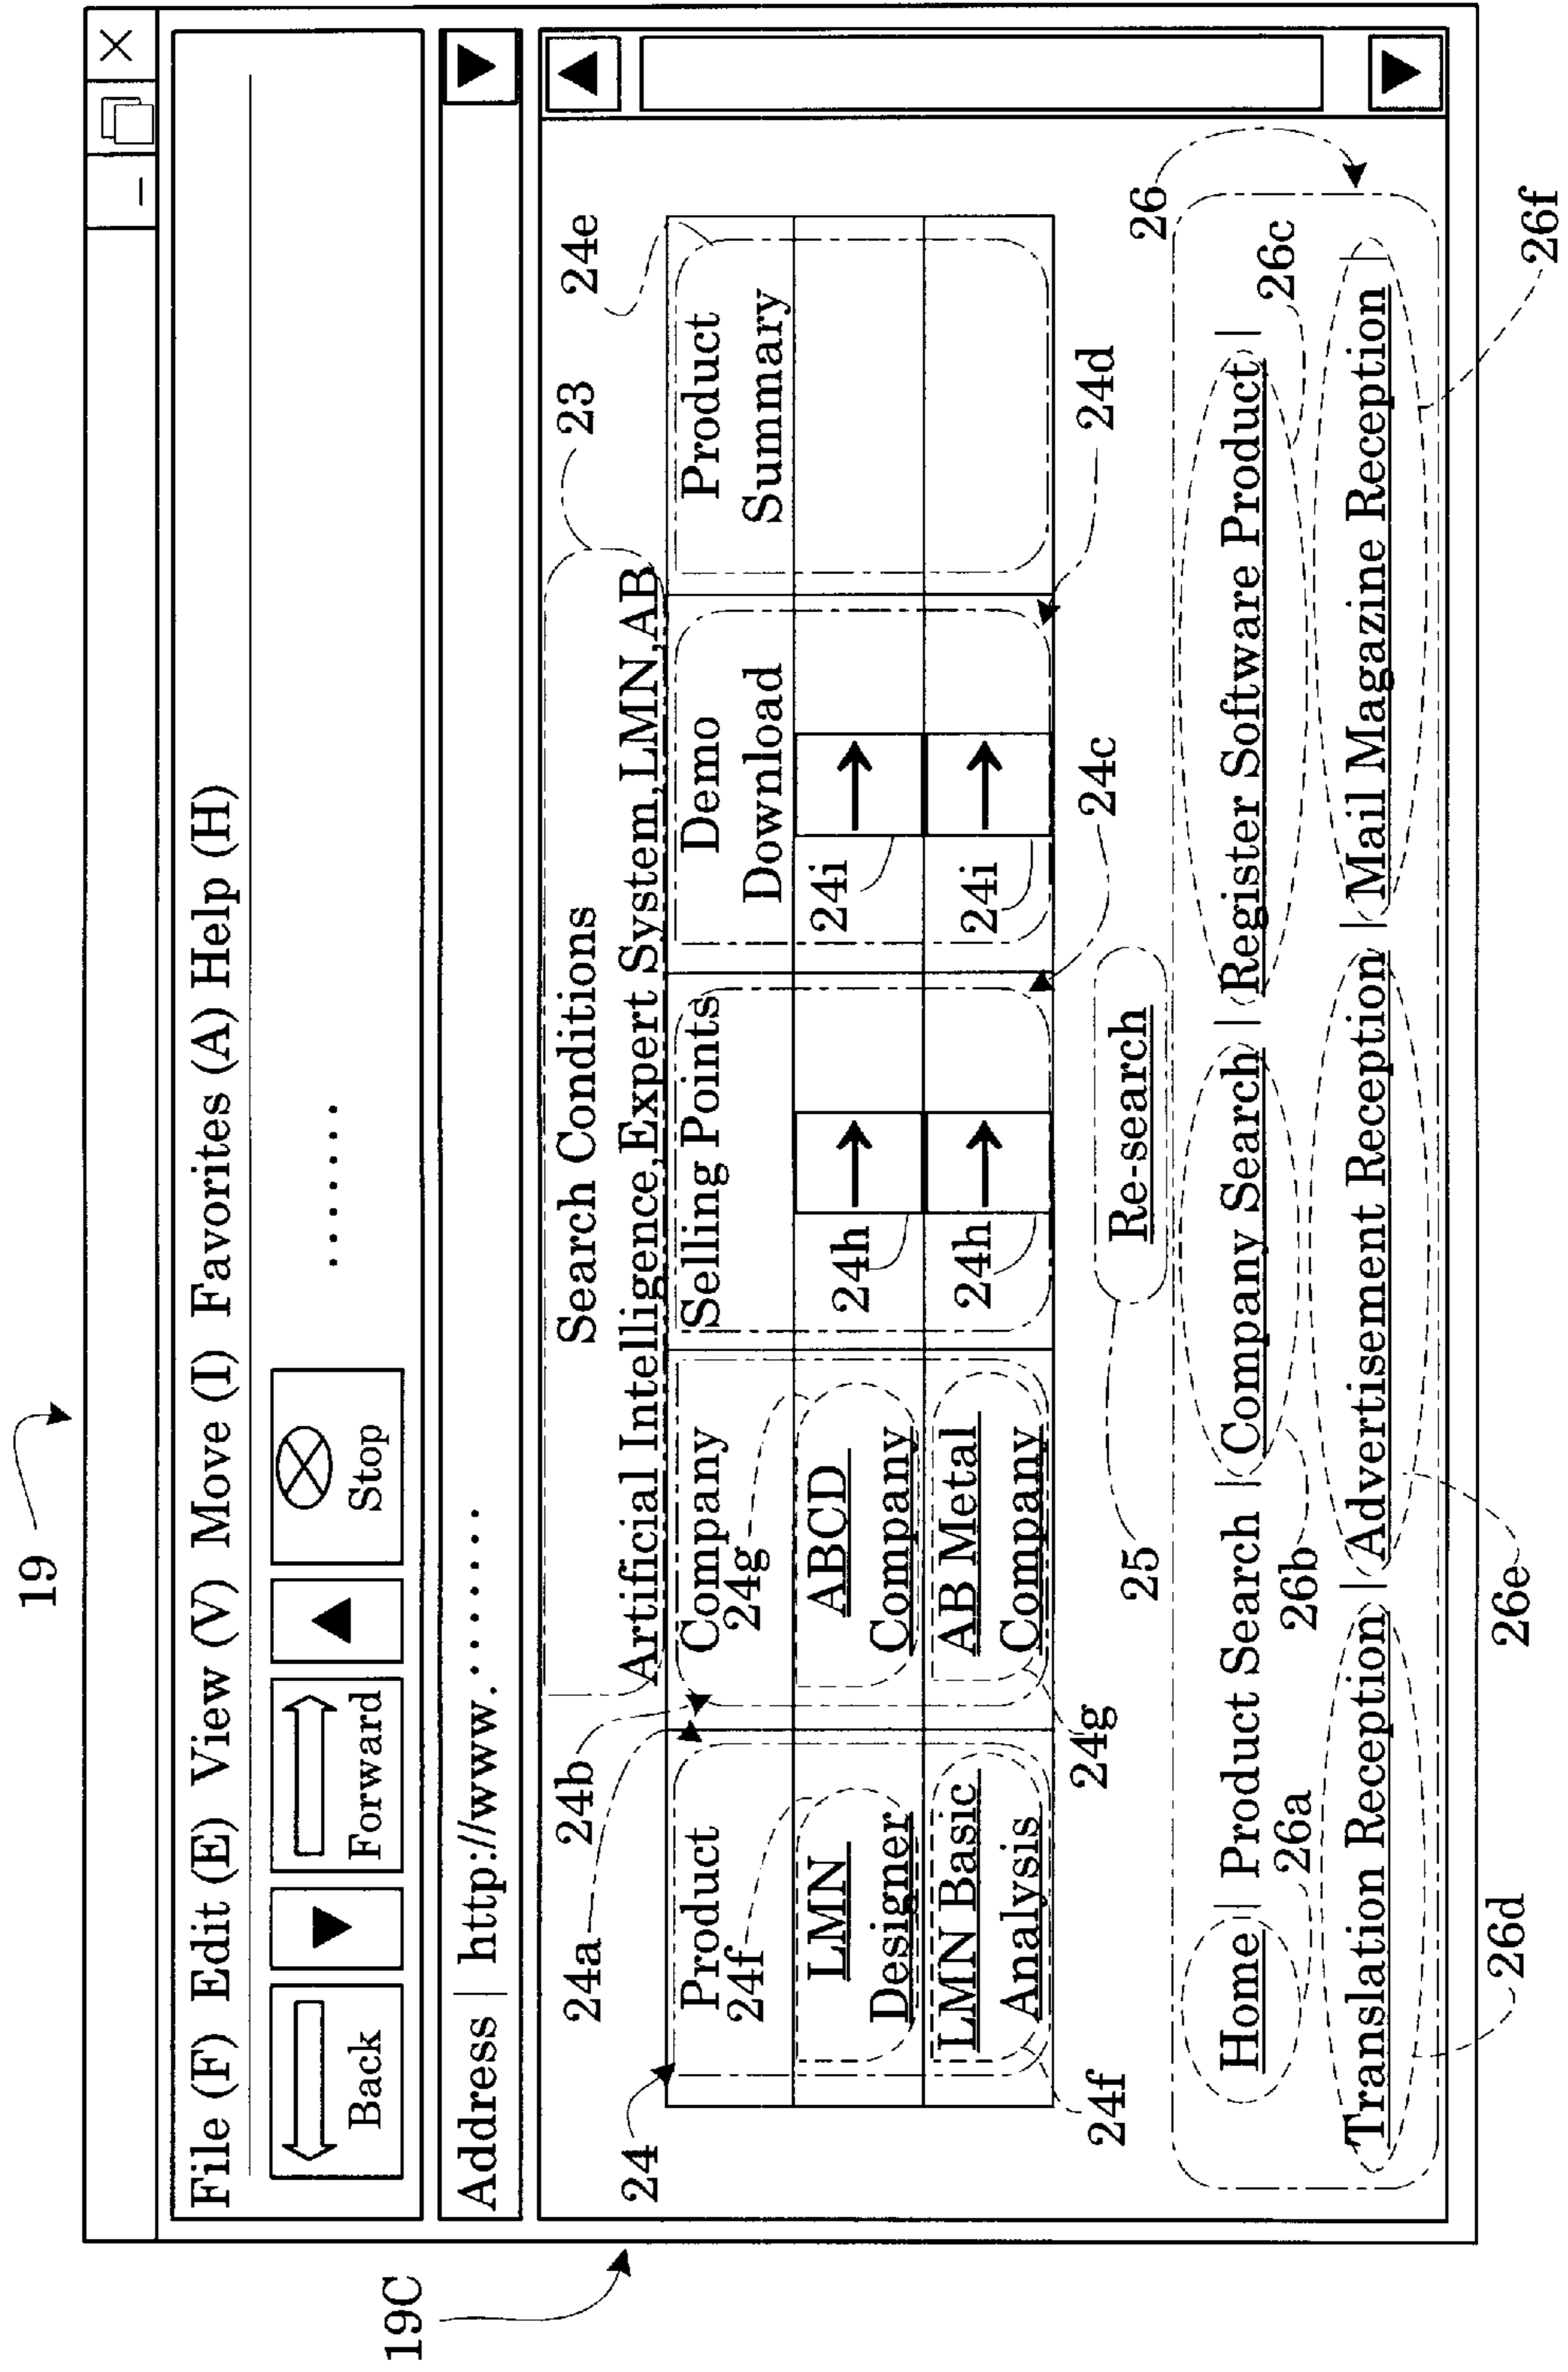 19
19C
File (F) Edit (E) View (V) Move (I) Favorites (A) Help (H)
Back Forward Stop
.......
Address | http://www.........
Search Conditions
Artificial Intelligence,Expert System,LMN,AB
23
24
24a
24b
24e
Product Company Selling Points Demo Download Product Summary
24f 24g
LMN Designer ABCD Company 24h 24i
LMN Basic Analysis AB Metal Company 24h 24i
24f 24g 24c 24d
25 Re-search 26
Home | Product Search | Company Search | Register Software Product |
26a 26b 26c
Translation Reception | Advertisement Reception | Mail Magazine Reception |
26d 26e 26f